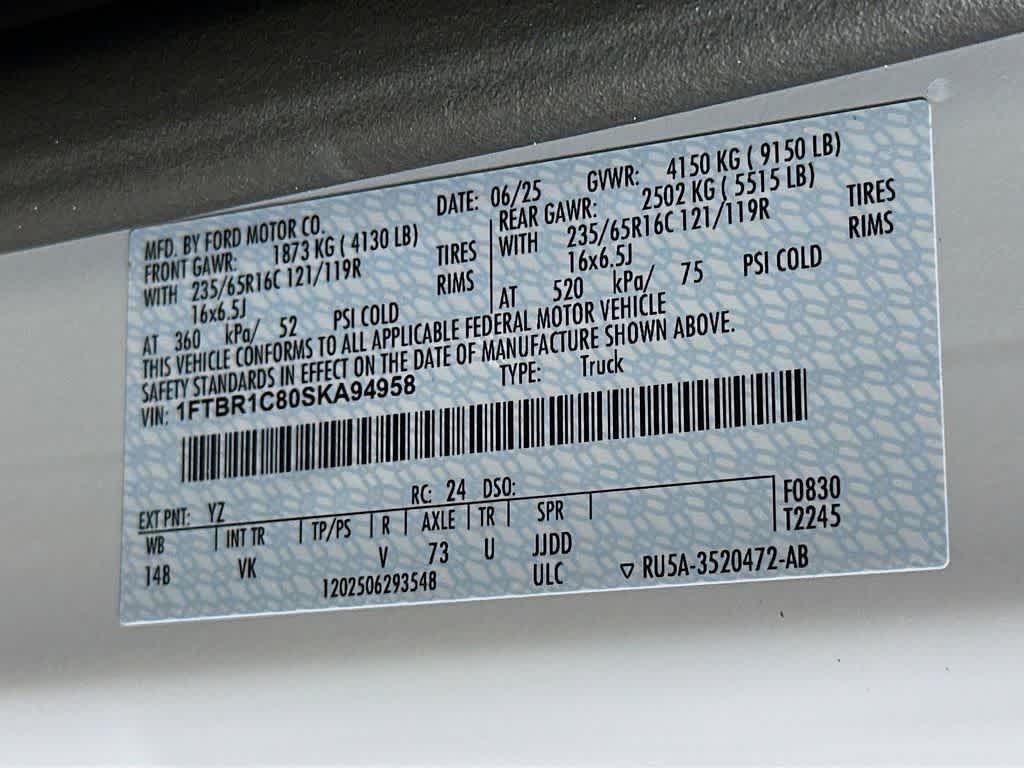 MFD. BY FORD MOTOR CO. DATE: 06/25 GVWR: 4150 KG ( 9150 LB)
FRONT GAWR: 1873 KG ( 4130 LB) REAR GAWR: 2502 KG ( 5515 LB)
WITH 235/65R16C 121/119R TIRES WITH 235/65R16C 121/119R TIRES
16x6.5J RIMS 16x6.5J RIMS
AT 360 kPa/ 52 PSI COLD AT 520 kPa/ 75 PSI COLD
THIS VEHICLE CONFORMS TO ALL APPLICABLE FEDERAL MOTOR VEHICLE
SAFETY STANDARDS IN EFFECT ON THE DATE OF MANUFACTURE SHOWN ABOVE.
VIN: 1FTBR1C80SKA94958 TYPE: Truck
EXT PNT: YZ RC: 24 DSO: F0830
WB INT TR TP/PS R AXLE TR SPR T2245
148 VK V 73 U JJDD
1202506293548 ULC ▽ RU5A-3520472-AB